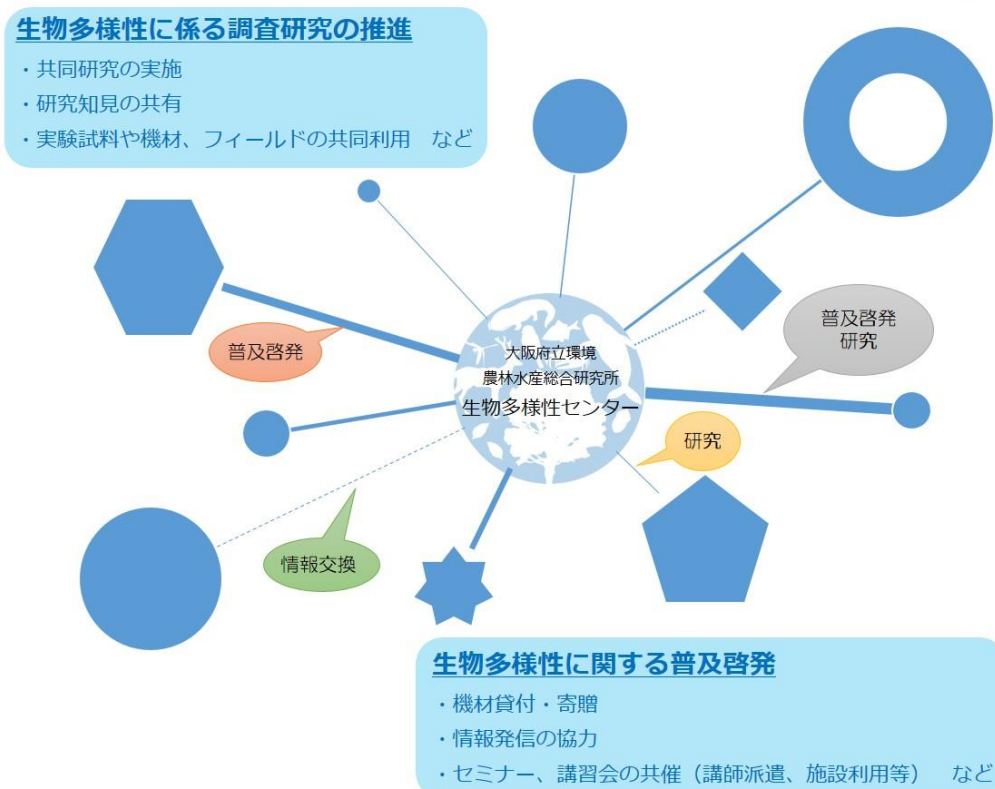 生物多様性に係る調査研究の推進
・共同研究の実施
・研究知見の共有
・実験試料や機材、フィールドの共同利用　など
普及啓発
大阪府立環境
農林水産総合研究所
生物多様性センター
普及啓発
研究
研究
情報交換
生物多様性に関する普及啓発
・機材貸付・寄贈
・情報発信の協力
・セミナー、講習会の共催（講師派遣、施設利用等）　など